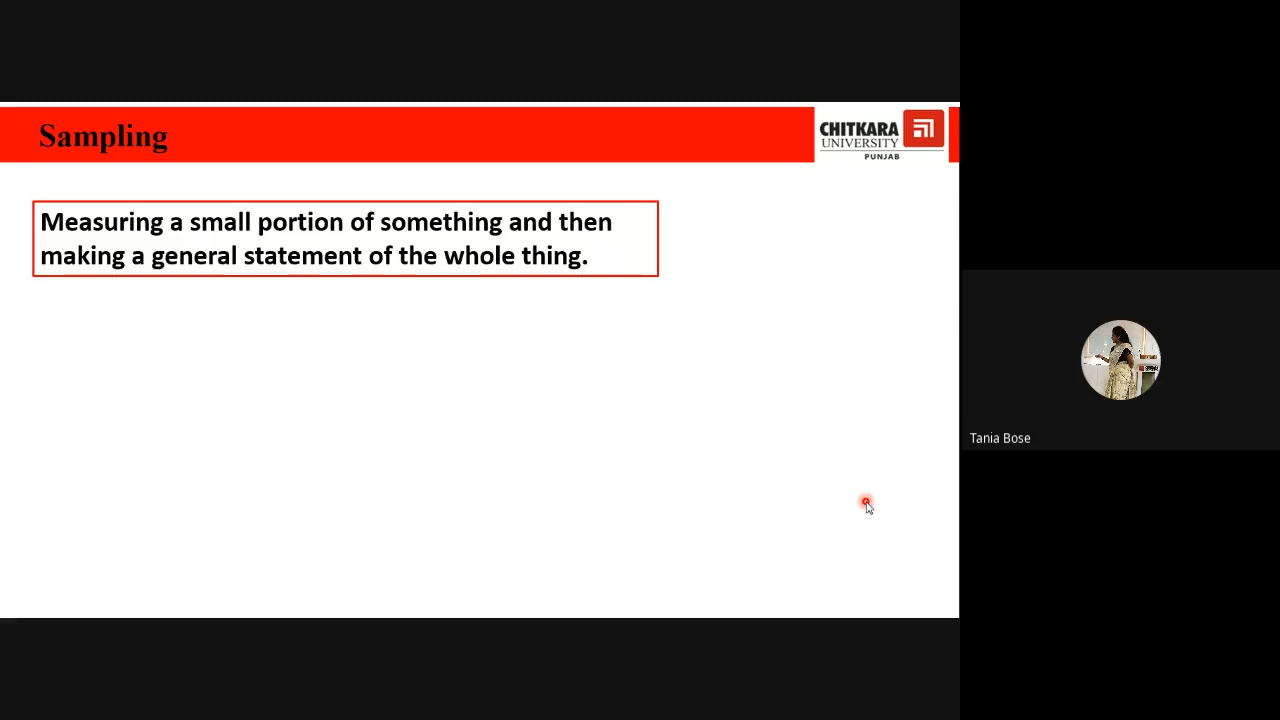 Sampling
CHITKARA
UNIVERSITY
PUNJAB
Measuring a small portion of something and then
making a general statement of the whole thing.
Tania Bose